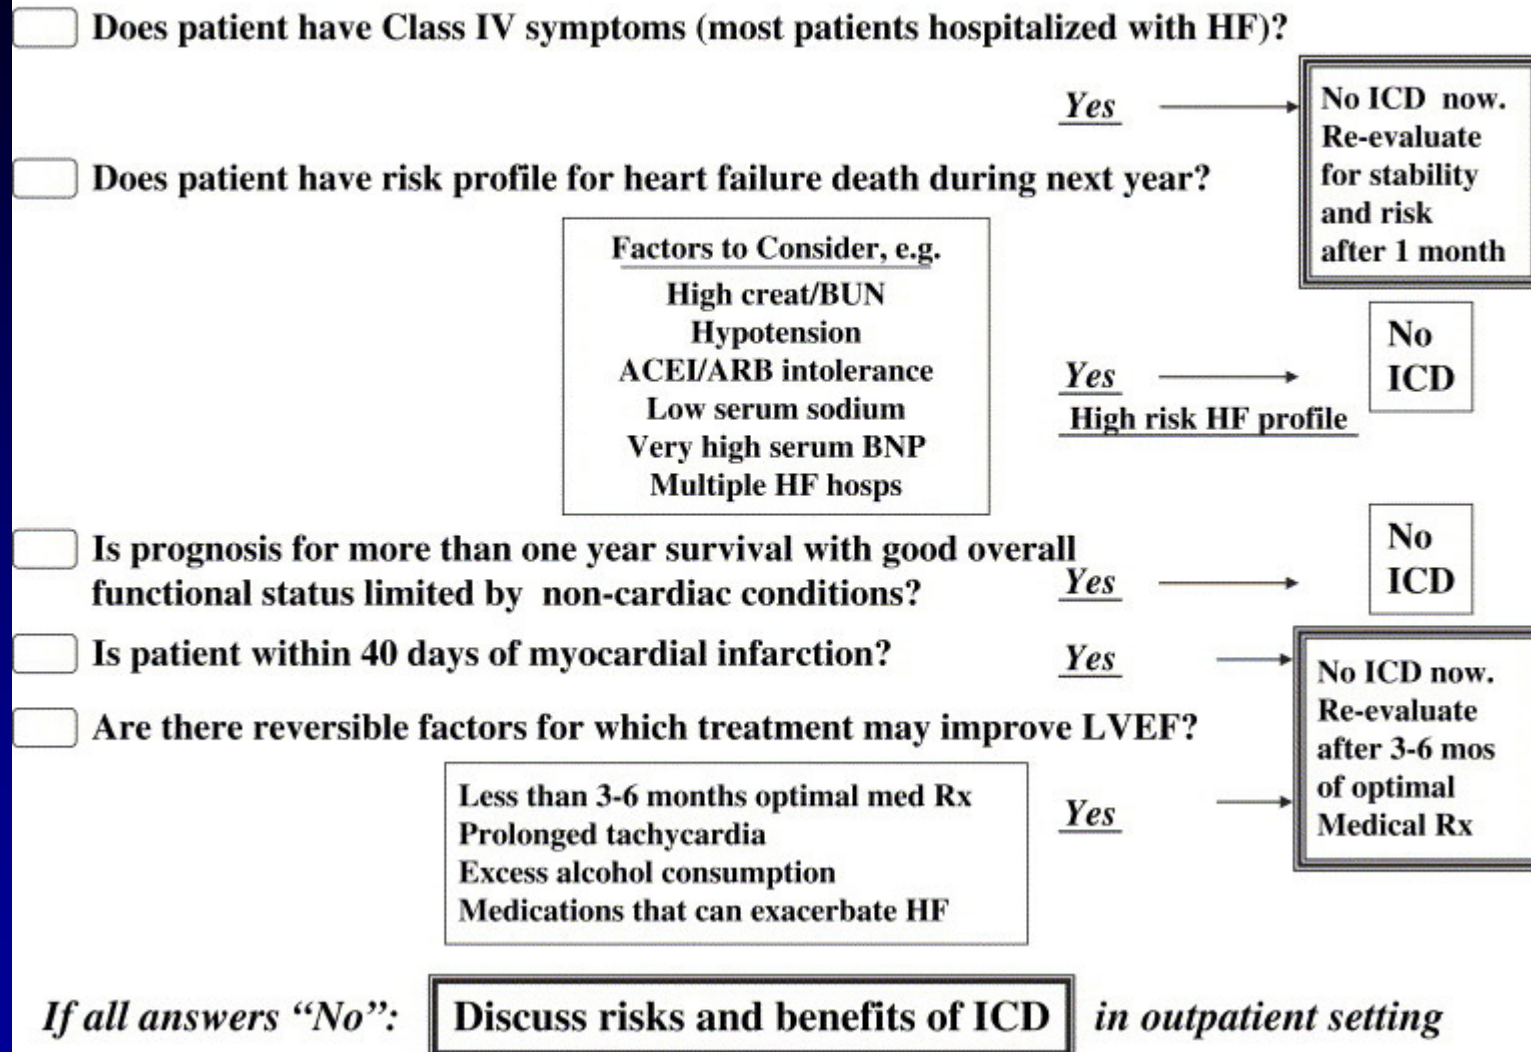 Does patient have Class IV symptoms (most patients hospitalized with HF)?
Yes
No ICD now.
Re-evaluate
for stability
and risk
after 1 month
Does patient have risk profile for heart failure death during next year?
Factors to Consider, e.g.
High creat/BUN
Hypotension
ACEI/ARB intolerance
Low serum sodium
Very high serum BNP
Multiple HF hosps
Yes
High risk HF profile
No
ICD
Is prognosis for more than one year survival with good overall
functional status limited by non-cardiac conditions?
Yes
No
ICD
Is patient within 40 days of myocardial infarction?
Yes
Are there reversible factors for which treatment may improve LVEF?
Less than 3-6 months optimal med Rx
Prolonged tachycardia
Excess alcohol consumption
Medications that can exacerbate HF
Yes
No ICD now.
Re-evaluate
after 3-6 mos
of optimal
Medical Rx
If all answers “No”: Discuss risks and benefits of ICD in outpatient setting